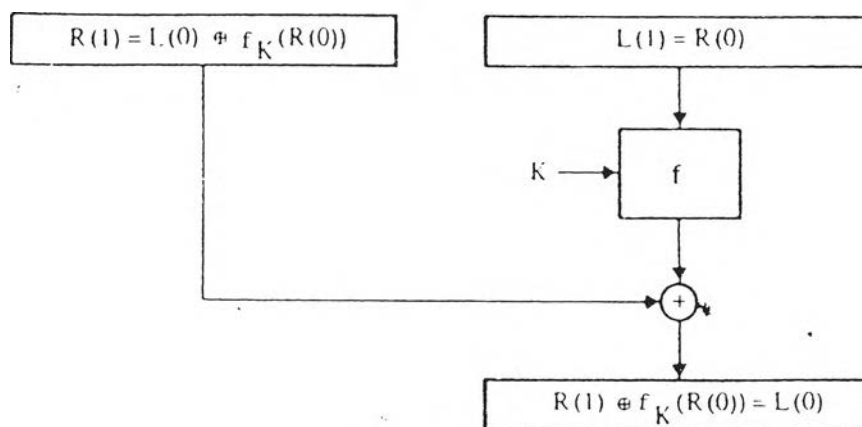 R(1) = L(0) ⊕ f_K(R(0))
L(1) = R(0)
K
f
+
R(1) ⊕ f_K(R(0)) = L(0)